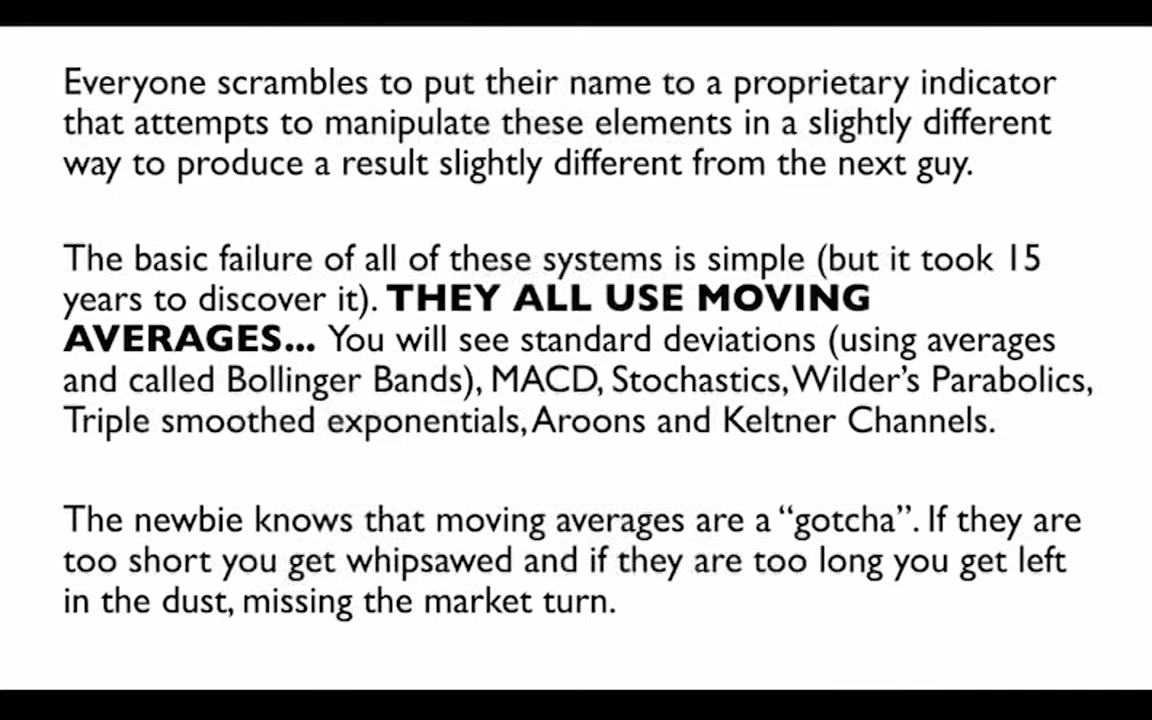 Everyone scrambles to put their name to a proprietary indicator
that attempts to manipulate these elements in a slightly different
way to produce a result slightly different from the next guy.
The basic failure of all of these systems is simple (but it took 15
years to discover it). THEY ALL USE MOVING
AVERAGES... You will see standard deviations (using averages
and called Bollinger Bands), MACD, Stochastics, Wilder's Parabolics,
Triple smoothed exponentials, Aroons and Keltner Channels.
The newbie knows that moving averages are a “gotcha”. If they are
too short you get whipsawed and if they are too long you get left
in the dust, missing the market turn.